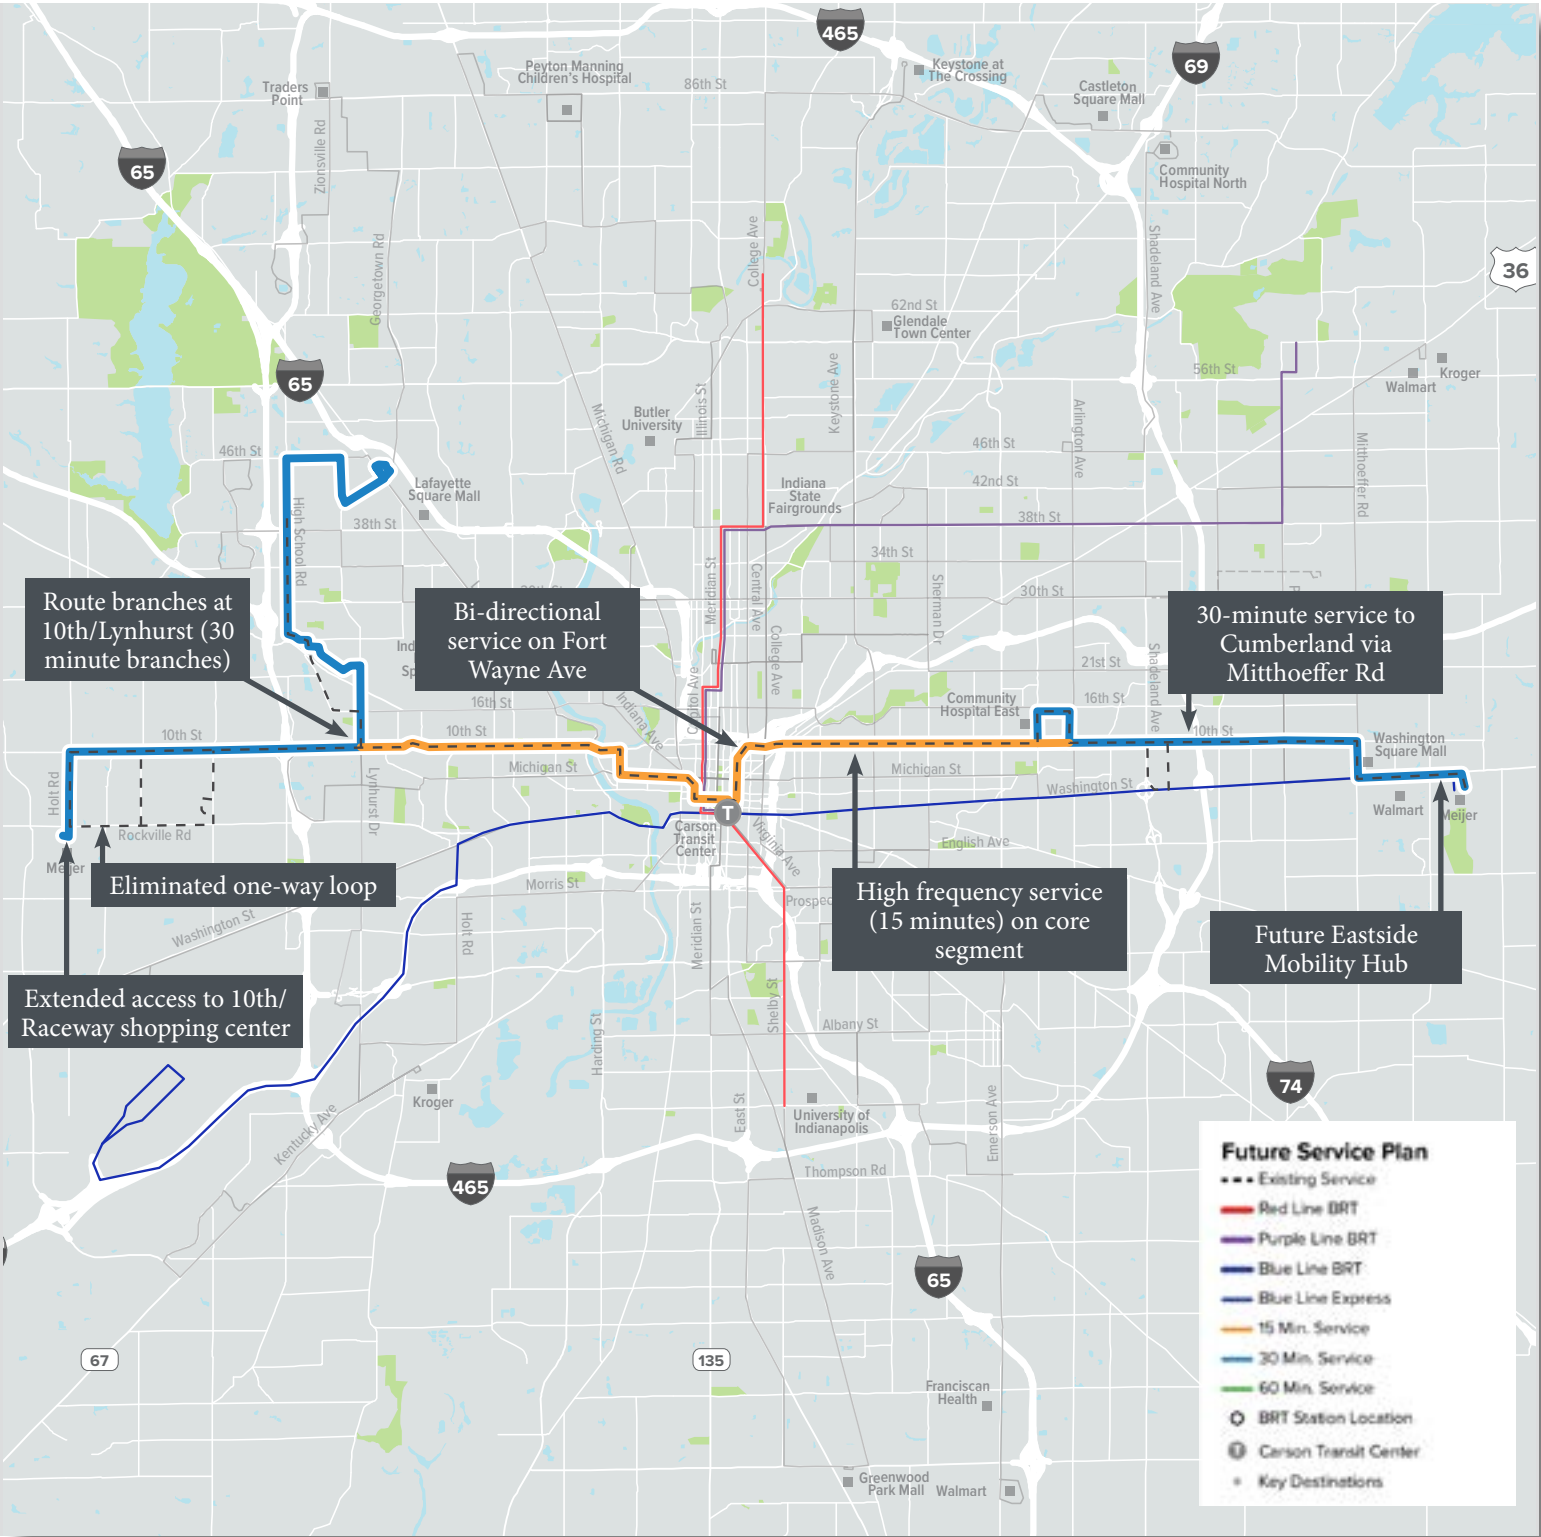 465
69
Peyton Manning
Children's Hospital
Keystone at
The Crossing
Traders
Point
86th St
Castleton
Square Mall
65
Zionsville Rd
Community
Hospital North
College Ave
Shadeland Ave
Georgetown Rd
36
62nd St
Glendale
Town Center
65
Keystone Ave
56th St
Kroger
Walmart
Illinois St
Butler
University
Michigan Rd
Arlington Ave
46th St
46th St
Mitthoeffer Rd
Lafayette
Square Mall
Indiana
State
Fairgrounds
42nd St
High School Rd
38th St
38th St
34th St
Meridian St
Central Ave
Sherman Dr
30th St
Route branches at
10th/Lynhurst (30
minute branches)
Bi-directional
service on Fort
Wayne Ave
30-minute service to
Cumberland via
Mitthoeffer Rd
Ind
Sp
College Ave
Shadeland Ave
21st St
Capitol Ave
16th St
Indiana Ave
Community
Hospital East
16th St
10th St
10th St
10th St
Washington
Square Mall
Holt Rd
Lynhurst Dr
Michigan St
Michigan St
Washington St
Walmart
Meijer
Rockville Rd
Carson
Transit
Center
T
Virginia Ave
English Ave
Meijer
Eliminated one-way loop
Morris St
Prospec
High frequency service
(15 minutes) on core
segment
Washington St
Holt Rd
Meridian St
Future Eastside
Mobility Hub
Extended access to 10th/
Raceway shopping center
Shelby St
Harding St
Albany St
74
Kroger
East St
University of
Indianapolis
Emerson Ave
Kentucky Ave
465
Thompson Rd
Madison Ave
65
67
135
Franciscan
Health
Greenwood
Park Mall
Walmart
Future Service Plan
Existing Service
Red Line BRT
Purple Line BRT
Blue Line BRT
Blue Line Express
15 Min. Service
30 Min. Service
60 Min. Service
BRT Station Location
T Carson Transit Center
Key Destinations